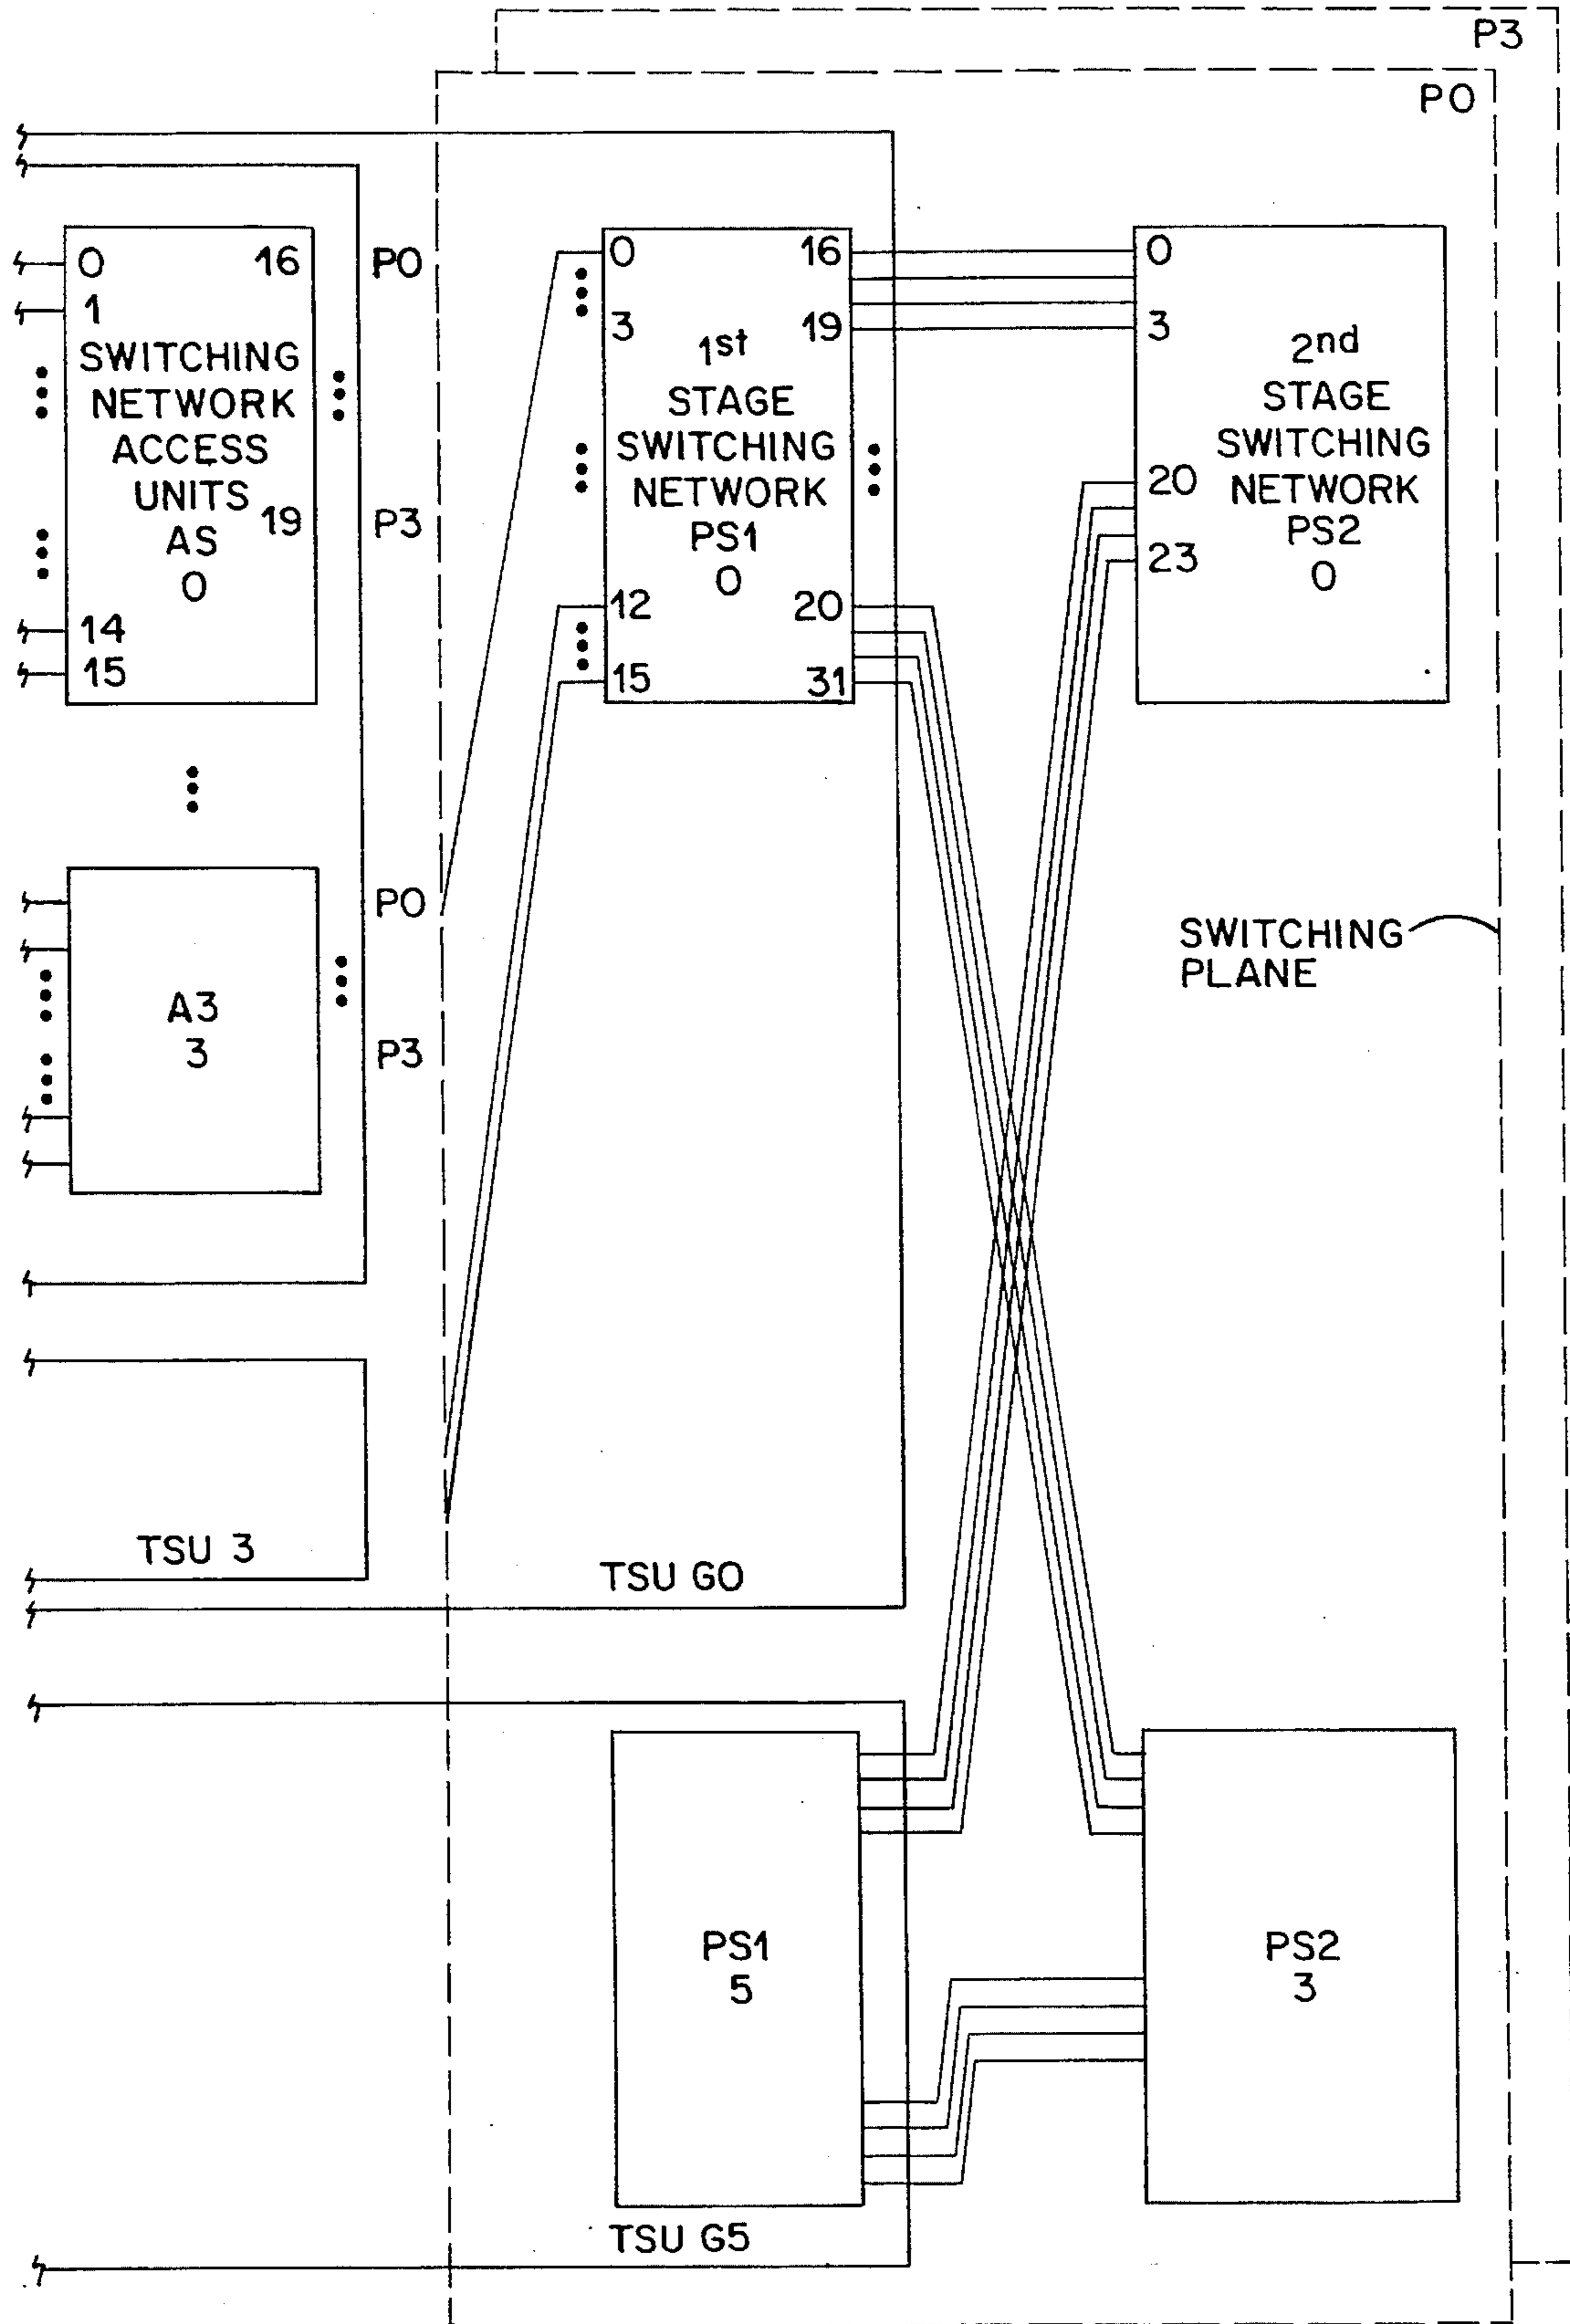 P3
P0
0 16
1
SWITCHING
NETWORK
ACCESS
UNITS
19
AS
0
14
15
P0
P3
0 16
3 19
1st
STAGE
SWITCHING
NETWORK
PS1
0
12 20
15 31
0
3
2nd
STAGE
SWITCHING
20
NETWORK
PS2
23
0
A3
3
P0
P3
SWITCHING
PLANE
TSU 3
TSU G0
PS1
5
PS2
3
TSU G5